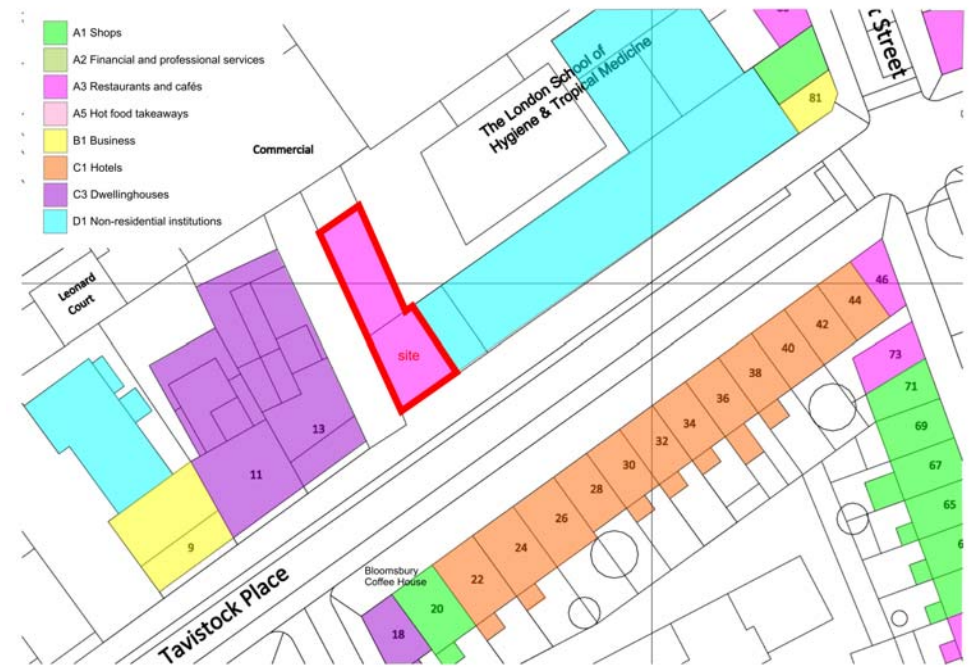 A1 Shops
A2 Financial and professional services
A3 Restaurants and cafés
A5 Hot food takeaways
B1 Business
C1 Hotels
C3 Dwellinghouses
D1 Non-residential institutions
Commercial
The London School of
Hygiene & Tropical Medicine
Street
81
Leonard
Court
site
13
11
9
46
44
42
40
38
36
34
32
30
28
26
24
22
20
18
73
71
69
67
65
Bloomsbury
Coffee House
Tavistock Place